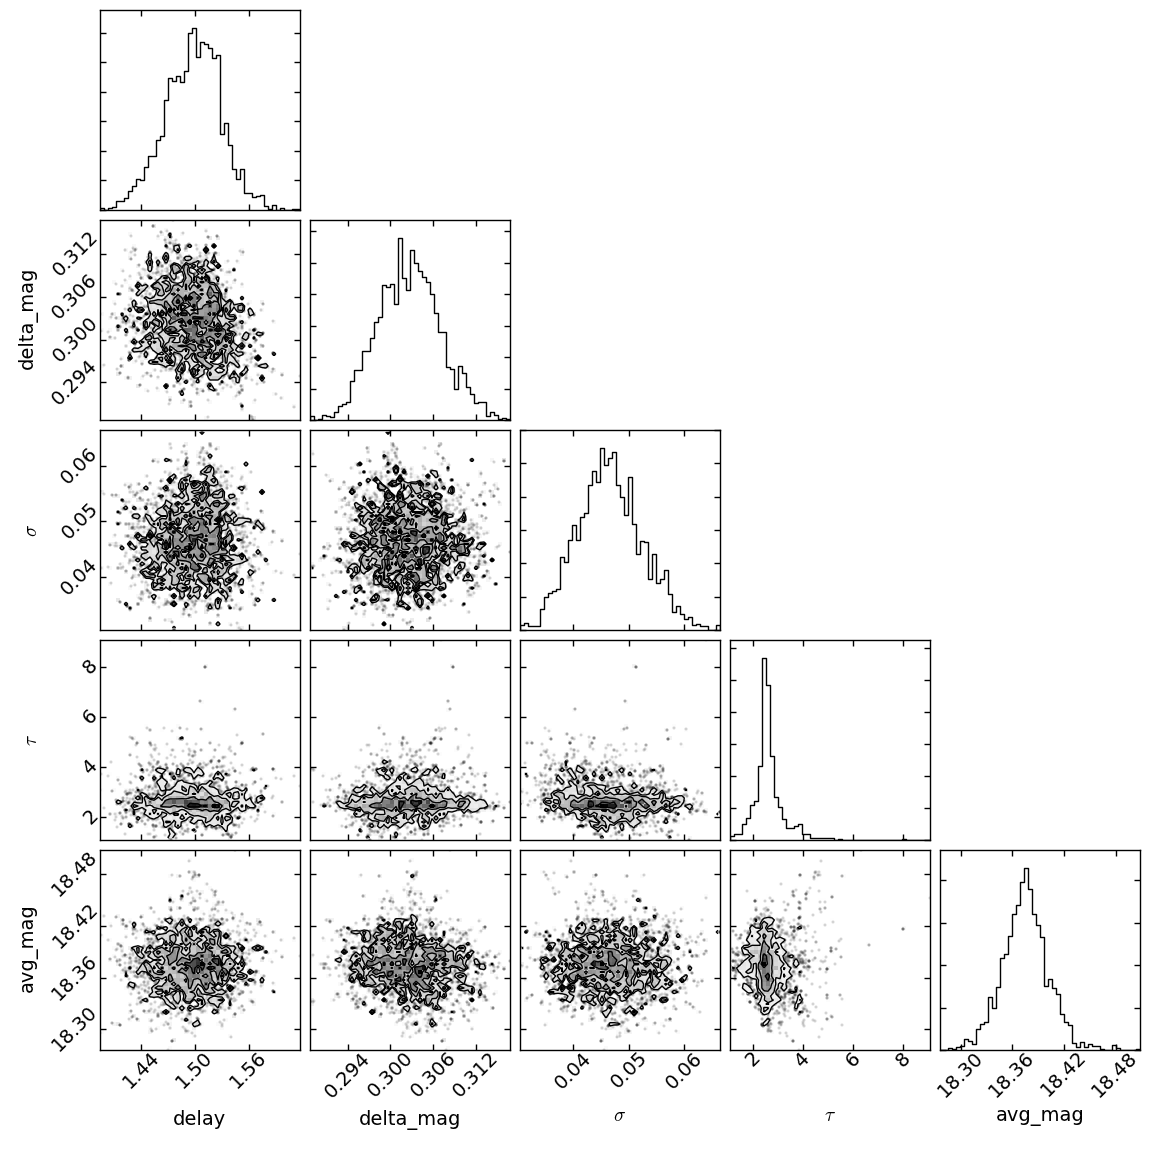 0.312
0.306
0.300
0.294
delta_mag
0.06
0.05
0.04
σ
8
6
4
2
τ
18.48
18.42
18.36
18.30
avg_mag
1.44 1.50 1.56
0.294 0.300 0.306 0.312
0.04 0.05 0.06
2 4 6 8
18.30 18.36 18.42 18.48
delay delta_mag σ τ avg_mag